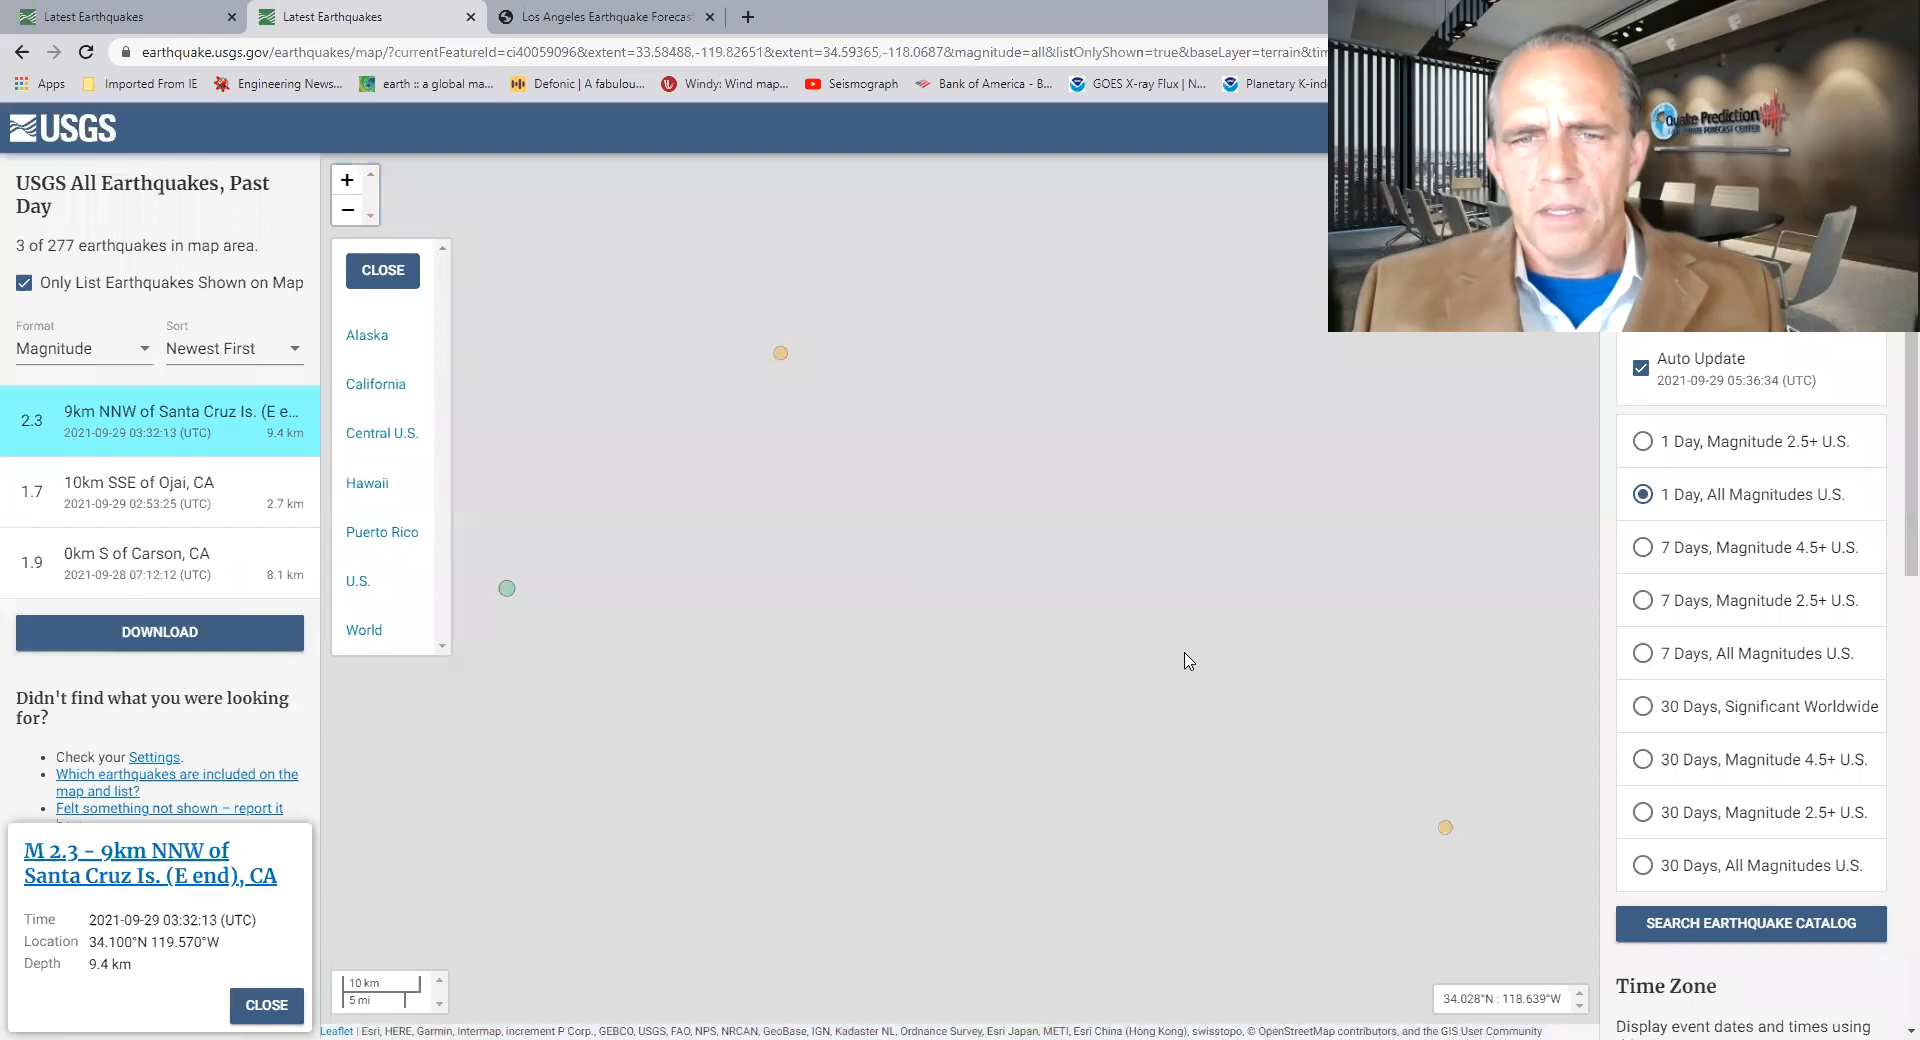 Latest Earthquakes
Latest Earthquakes
Los Angeles Earthquake Forecas
earthquake.usgs.gov/earthquakes/map/?currentFeatureId=ci40059096&extent=33.58488,-119.82651&extent=34.59365,-118.0687&magnitude=all&listOnlyShown=true&baseLayer=terrain&tim
Apps
Imported From IE
Engineering News...
earth :: a global ma...
Defonic | A fabulou...
Windy: Wind map...
Seismograph
Bank of America - B...
GOES X-ray Flux | N...
Planetary K-ind
Quake Prediction
USGS
USGS All Earthquakes, Past
Day
3 of 277 earthquakes in map area.
Only List Earthquakes Shown on Map
Format
Sort
Magnitude
Newest First
2.3
9km NNW of Santa Cruz Is. (E e...
2021-09-29 03:32:13 (UTC)
9.4 km
1.7
10km SSE of Ojai, CA
2021-09-29 02:53:25 (UTC)
2.7 km
1.9
0km S of Carson, CA
2021-09-28 07:12:12 (UTC)
8.1 km
DOWNLOAD
Didn't find what you were looking
for?
Check your Settings.
Which earthquakes are included on the
map and list?
Felt something not shown – report it
M 2.3 - 9km NNW of
Santa Cruz Is. (E end), CA
Time 2021-09-29 03:32:13 (UTC)
Location 34.100°N 119.570°W
Depth 9.4 km
CLOSE
+
−
CLOSE
Alaska
California
Central U.S.
Hawaii
Puerto Rico
U.S.
World
10 km
5 mi
34.028°N : 118.639°W
Leaflet | Esri, HERE, Garmin, Intermap, increment P Corp., GEBCO, USGS, FAO, NPS, NRCAN, GeoBase, IGN, Kadaster NL, Ordnance Survey, Esri Japan, METI, Esri China (Hong Kong), swisstopo, © OpenStreetMap contributors, and the GIS User Community
Auto Update
2021-09-29 05:36:34 (UTC)
1 Day, Magnitude 2.5+ U.S.
1 Day, All Magnitudes U.S.
7 Days, Magnitude 4.5+ U.S.
7 Days, Magnitude 2.5+ U.S.
7 Days, All Magnitudes U.S.
30 Days, Significant Worldwide
30 Days, Magnitude 4.5+ U.S.
30 Days, Magnitude 2.5+ U.S.
30 Days, All Magnitudes U.S.
SEARCH EARTHQUAKE CATALOG
Time Zone
Display event dates and times using